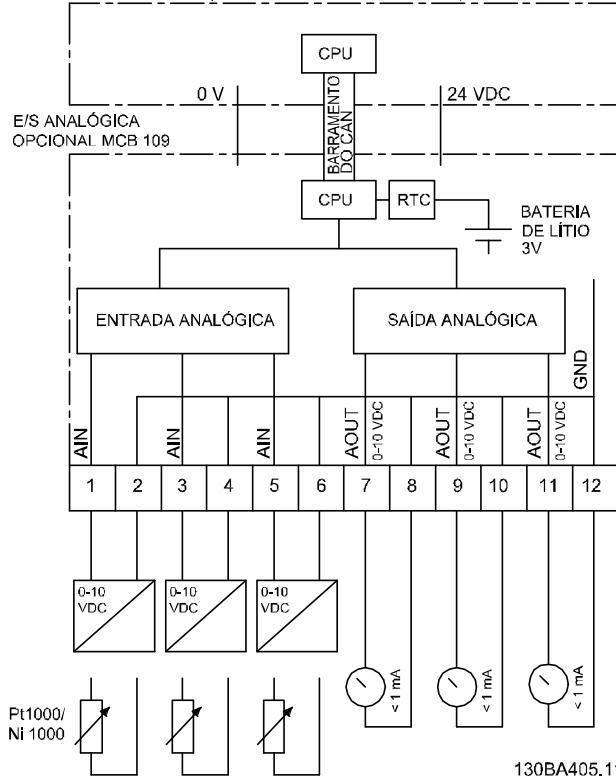 CPU
0 V
24 VDC
E/S ANALÓGICA
OPCIONAL MCB 109
BARRAMENTO
DO CAN
CPU
RTC
BATERIA
DE LÍTIO
3V
ENTRADA ANALÓGICA
SAÍDA ANALÓGICA
GND
AIN
AIN
AIN
AOUT
0-10 VDC
AOUT
0-10 VDC
AOUT
0-10 VDC
1 2 3 4 5 6 7 8 9 10 11 12
0-10
VDC
0-10
VDC
0-10
VDC
< 1 mA
< 1 mA
< 1 mA
Pt1000/
Ni 1000